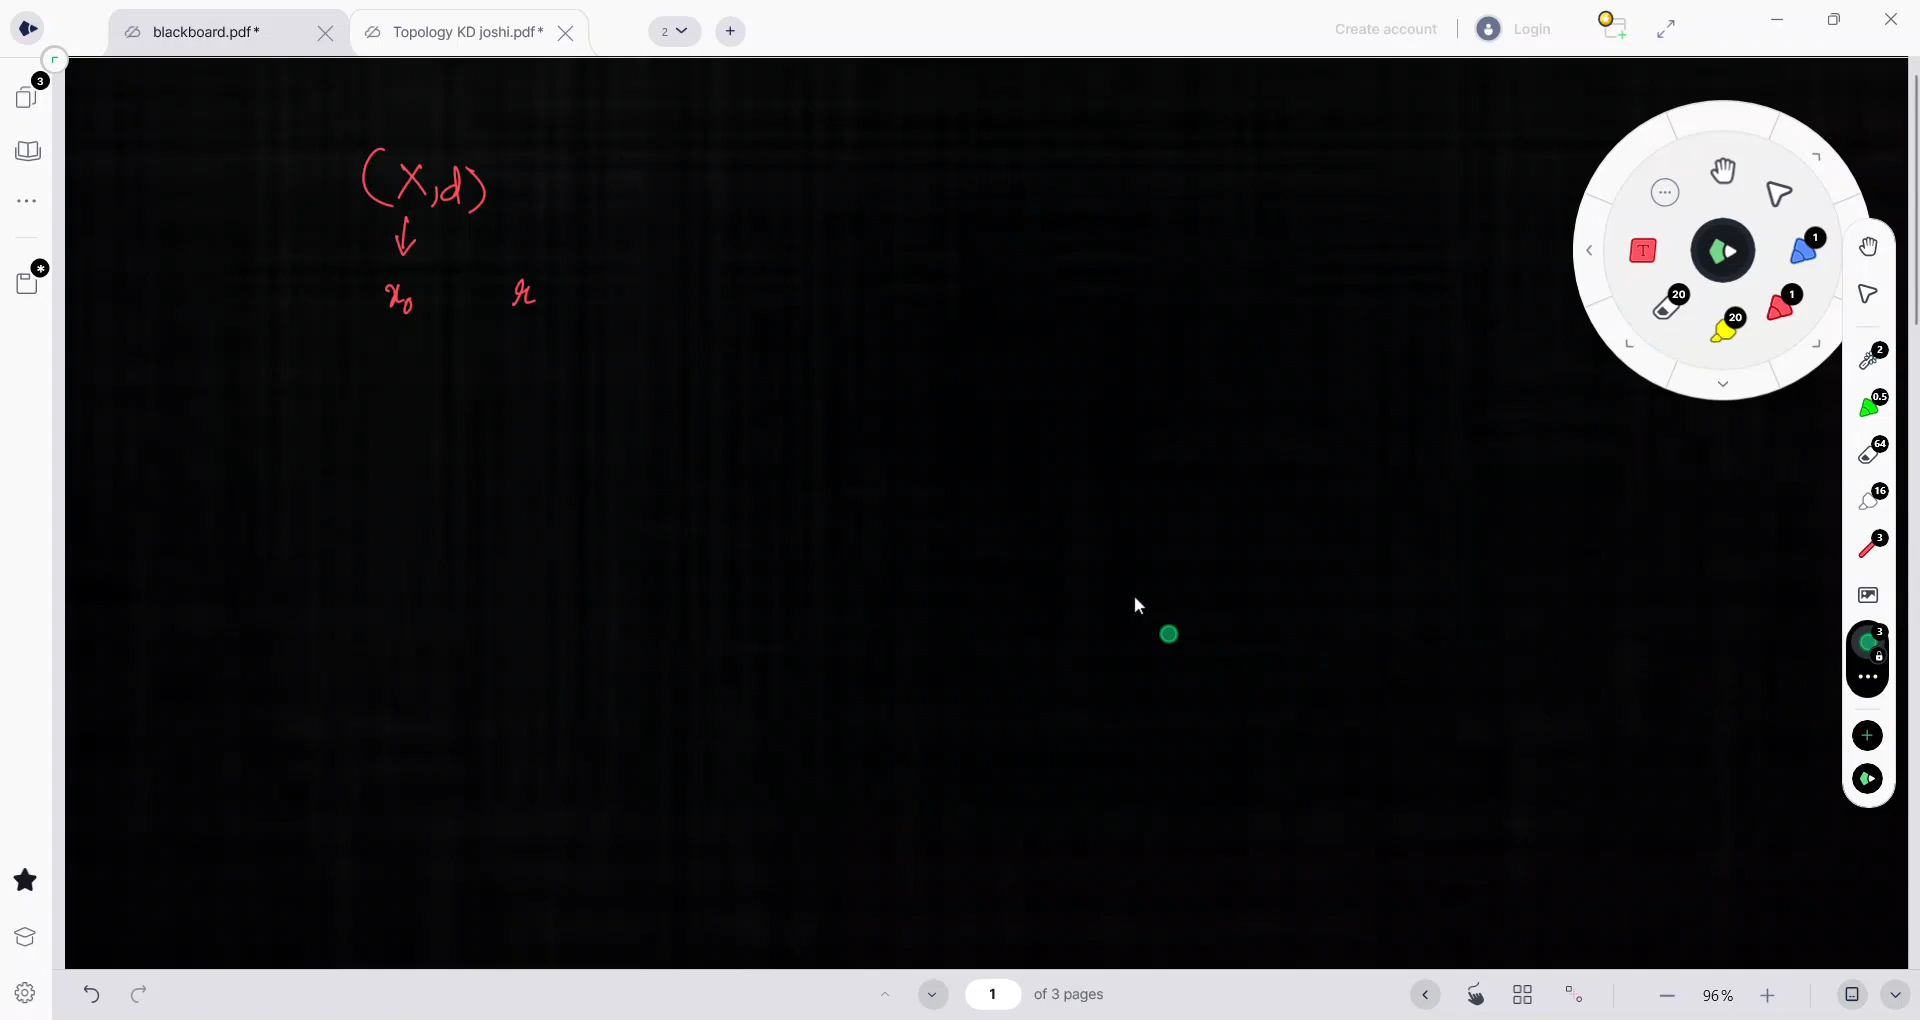 blackboard.pdf*
Topology KD joshi.pdf*
2
Create account
Login
3
(X,d)
↓
x₀ r
T
1
20
1
20
2
0.5
64
16
3
3
1
of 3 pages
96%